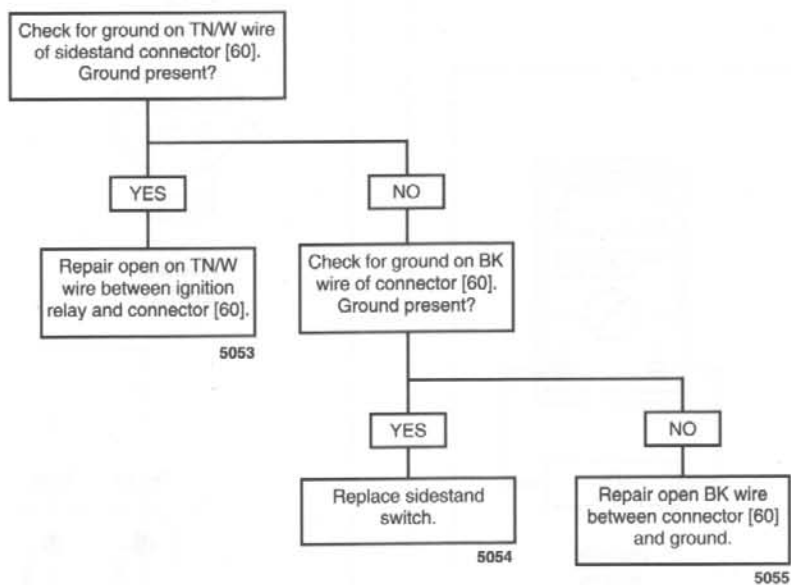 Check for ground on TN/W wire
of sidestand connector [60].
Ground present?
YES
NO
Repair open on TN/W
wire between ignition
relay and connector [60].
5053
Check for ground on BK
wire of connector [60].
Ground present?
YES
NO
Replace sidestand
switch.
5054
Repair open BK wire
between connector [60]
and ground.
5055